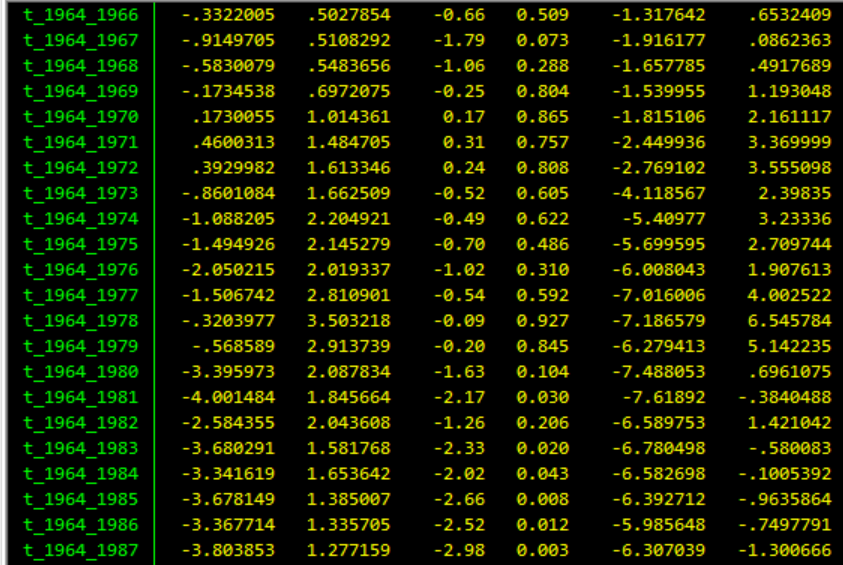 t_1964_1966 -.3322005 .5027854 -0.66 0.509 -1.317642 .6532409
t_1964_1967 -.9149705 .5108292 -1.79 0.073 -1.916177 .0862363
t_1964_1968 -.5830079 .5483656 -1.06 0.288 -1.657785 .4917689
t_1964_1969 -.1734538 .6972075 -0.25 0.804 -1.539955 1.193048
t_1964_1970 .1730055 1.014361 0.17 0.865 -1.815106 2.161117
t_1964_1971 .4600313 1.484705 0.31 0.757 -2.449936 3.369999
t_1964_1972 .3929982 1.613346 0.24 0.808 -2.769102 3.555098
t_1964_1973 -.8601084 1.662509 -0.52 0.605 -4.118567 2.39835
t_1964_1974 -1.088205 2.204921 -0.49 0.622 -5.40977 3.23336
t_1964_1975 -1.494926 2.145279 -0.70 0.486 -5.699595 2.709744
t_1964_1976 -2.050215 2.019337 -1.02 0.310 -6.008043 1.907613
t_1964_1977 -1.506742 2.810901 -0.54 0.592 -7.016006 4.002522
t_1964_1978 -.3203977 3.503218 -0.09 0.927 -7.186579 6.545784
t_1964_1979 -.568589 2.913739 -0.20 0.845 -6.279413 5.142235
t_1964_1980 -3.395973 2.087834 -1.63 0.104 -7.488053 .6961075
t_1964_1981 -4.001484 1.845664 -2.17 0.030 -7.61892 -.3840488
t_1964_1982 -2.584355 2.043608 -1.26 0.206 -6.589753 1.421042
t_1964_1983 -3.680291 1.581768 -2.33 0.020 -6.780498 -.580083
t_1964_1984 -3.341619 1.653642 -2.02 0.043 -6.582698 -.1005392
t_1964_1985 -3.678149 1.385007 -2.66 0.008 -6.392712 -.9635864
t_1964_1986 -3.367714 1.335705 -2.52 0.012 -5.985648 -.7497791
t_1964_1987 -3.803853 1.277159 -2.98 0.003 -6.307039 -1.300666